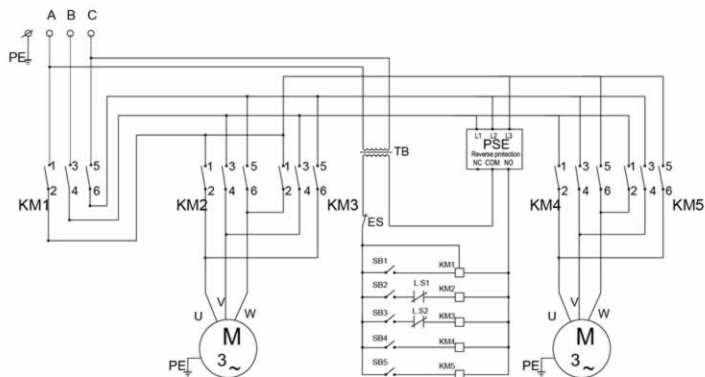 A B C
PE
L1 L2 L3
PSE
Reverse protection
NC COM NO
TB
1 3 5 1 3 5 1 3 5 1 3 5 1 3 5
2 4 6 2 4 6 2 4 6 2 4 6 2 4 6
KM1 KM2 KM3 KM4 KM5
ES
SB1 KM1
SB2 L.S1 KM2
SB3 L.S2 KM3
SB4 KM4
SB5 KM5
U V W
M
3 ~
PE
U V W
M
3 ~
PE